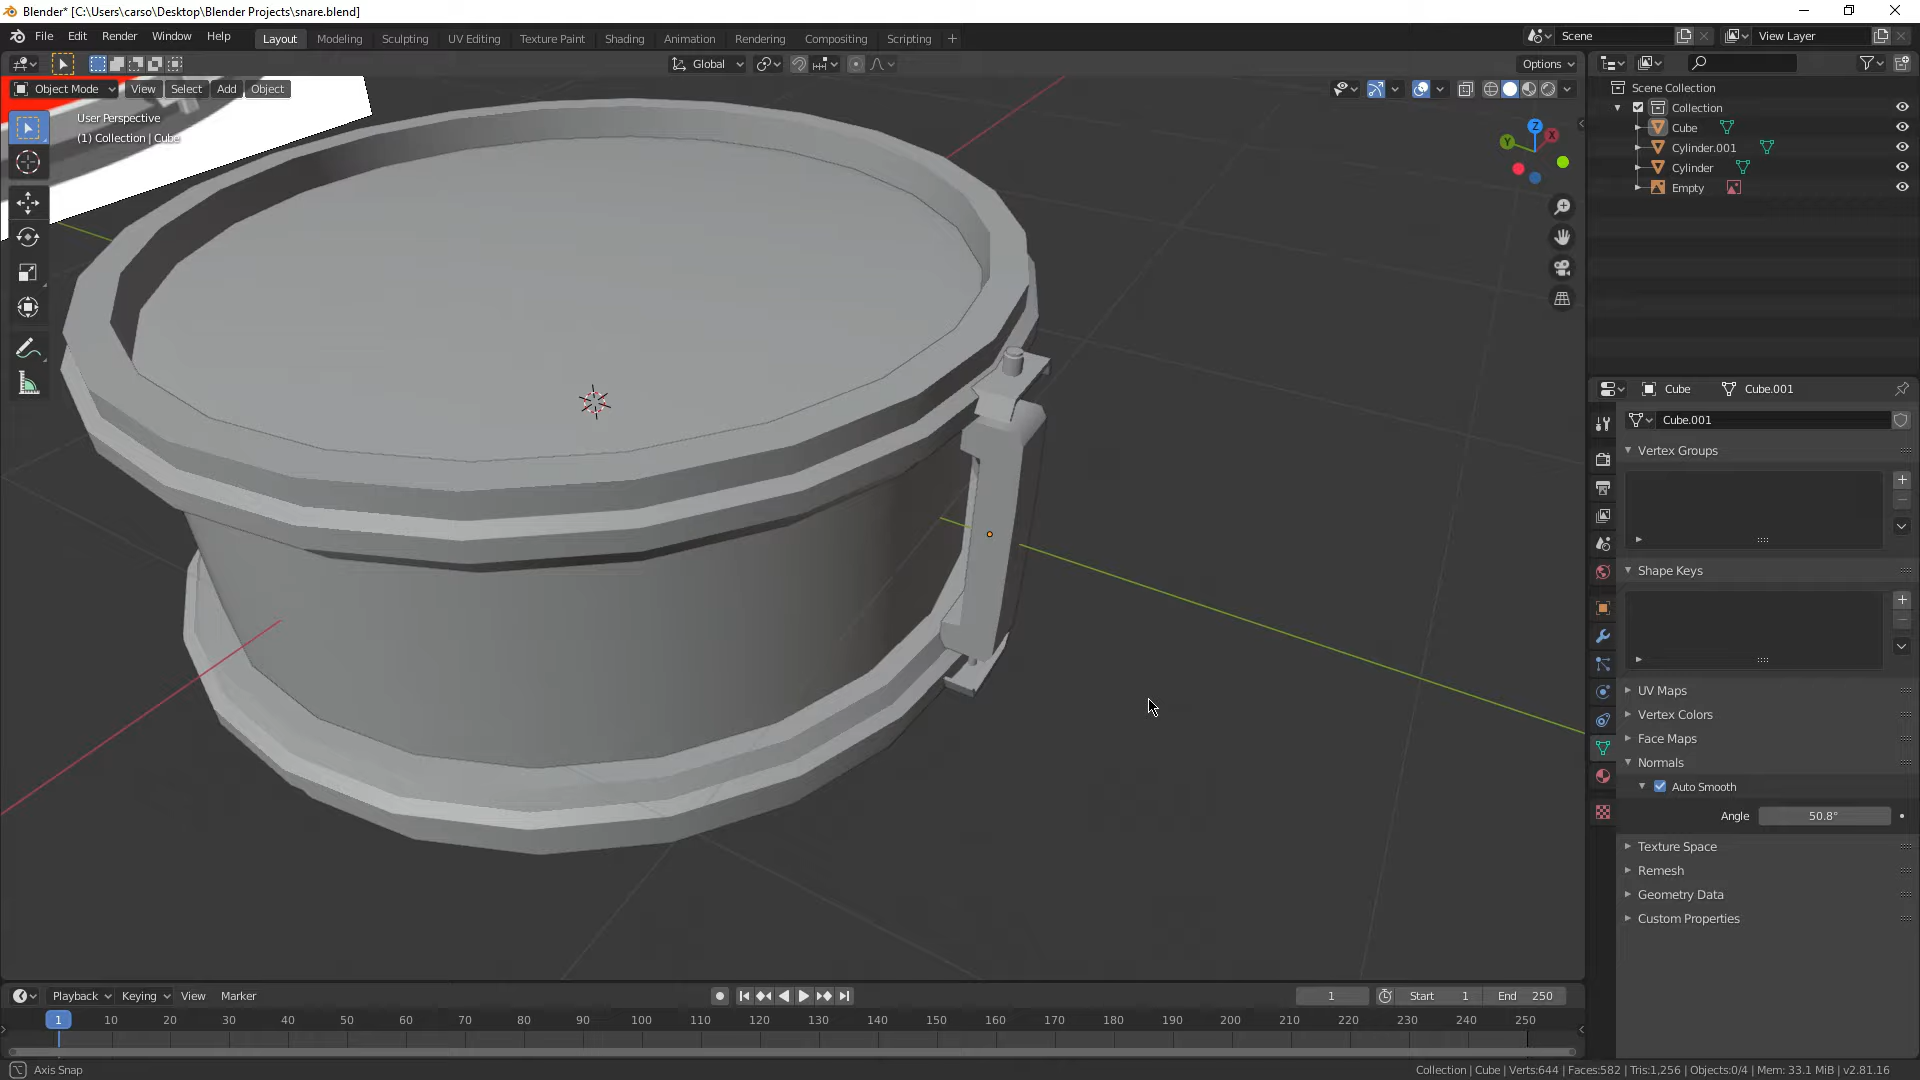 Blender* [C:\Users\carso\Desktop\Blender Projects\snare.blend]
File Edit Render Window Help Layout Modeling Sculpting UV Editing Texture Paint Shading Animation Rendering Compositing Scripting + Scene View Layer
Global Options
Object Mode View Select Add Object
User Perspective
(1) Collection | Cube
Z
X
Y
Scene Collection
Collection
Cube
Cylinder.001
Cylinder
Empty
Cube Cube.001
Cube.001
Vertex Groups
Shape Keys
UV Maps
Vertex Colors
Face Maps
Normals
Auto Smooth
Angle 50.8°
Texture Space
Remesh
Geometry Data
Custom Properties
Playback Keying View Marker 1 Start 1 End 250
1 10 20 30 40 50 60 70 80 90 100 110 120 130 140 150 160 170 180 190 200 210 220 230 240 250
Axis Snap
Collection | Cube | Verts:644 | Faces:582 | Tris:1,256 | Objects:0/4 | Mem: 33.1 MiB | v2.81.16